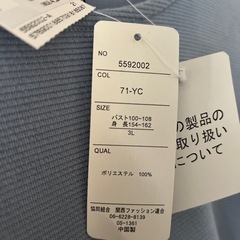 NO
5592002
COL
71-YC
SIZE
バスト100-108
身 長154-162
3L
QUAL
ポリエステル 100%
協同組合 関西ファッション連合
06-6228-8139
05-1361
中国製
の製品の
取り扱い
について